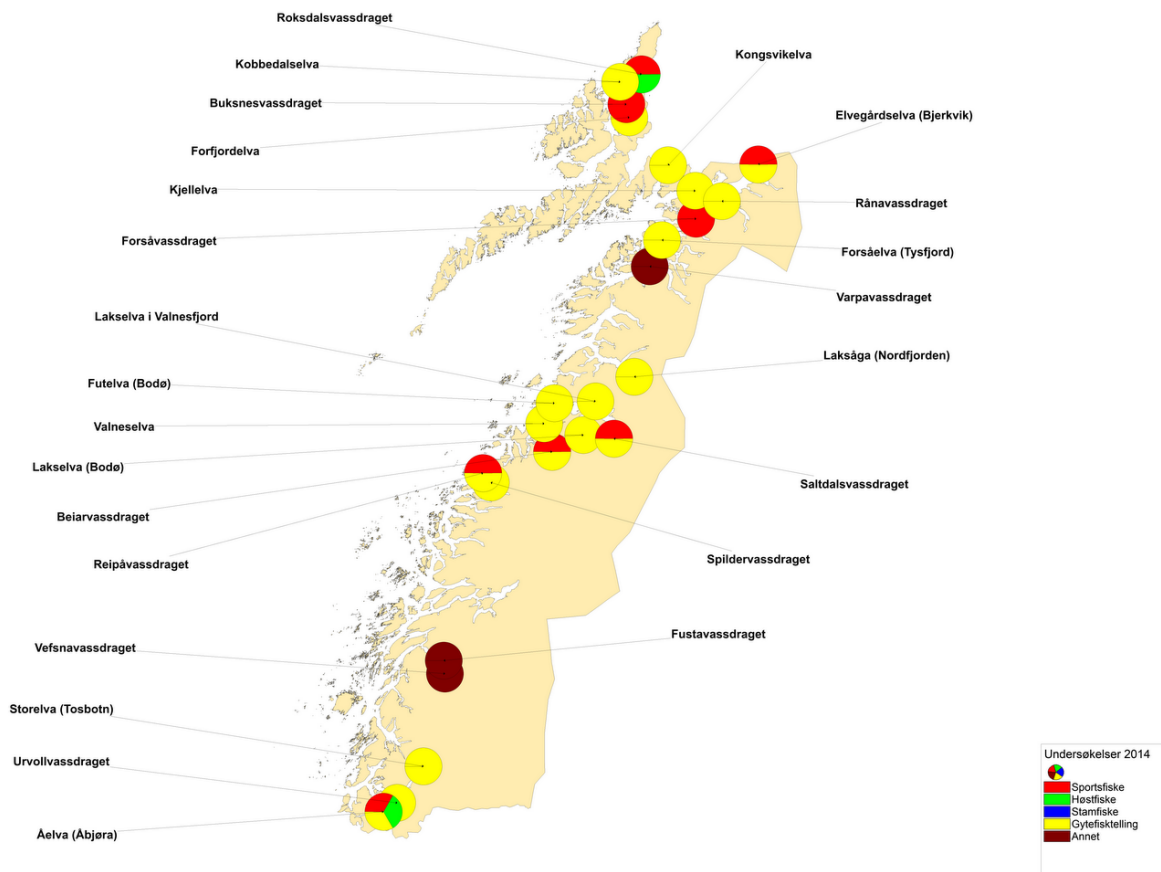 Roksdalsvassdraget
Kongsvikelva
Kobbedalselva
Buksnesvassdraget
Elvegårdselva (Bjerkvik)
Forfjordelva
Kjellelva
Rånavassdraget
Forsåvassdraget
Forsåelva (Tysfjord)
Varpavassdraget
Lakselva i Valnesfjord
Laksåga (Nordfjorden)
Futelva (Bodø)
Valneselva
Lakselva (Bodø)
Saltdalsvassdraget
Beiarvassdraget
Spildervassdraget
Reipåvassdraget
Fustavassdraget
Vefsnavassdraget
Storelva (Tosbotn)
Urvollvassdraget
Åelva (Åbjøra)
Undersøkelser 2014
Sportsfiske
Høstfiske
Stamfiske
Gytefisktelling
Annet